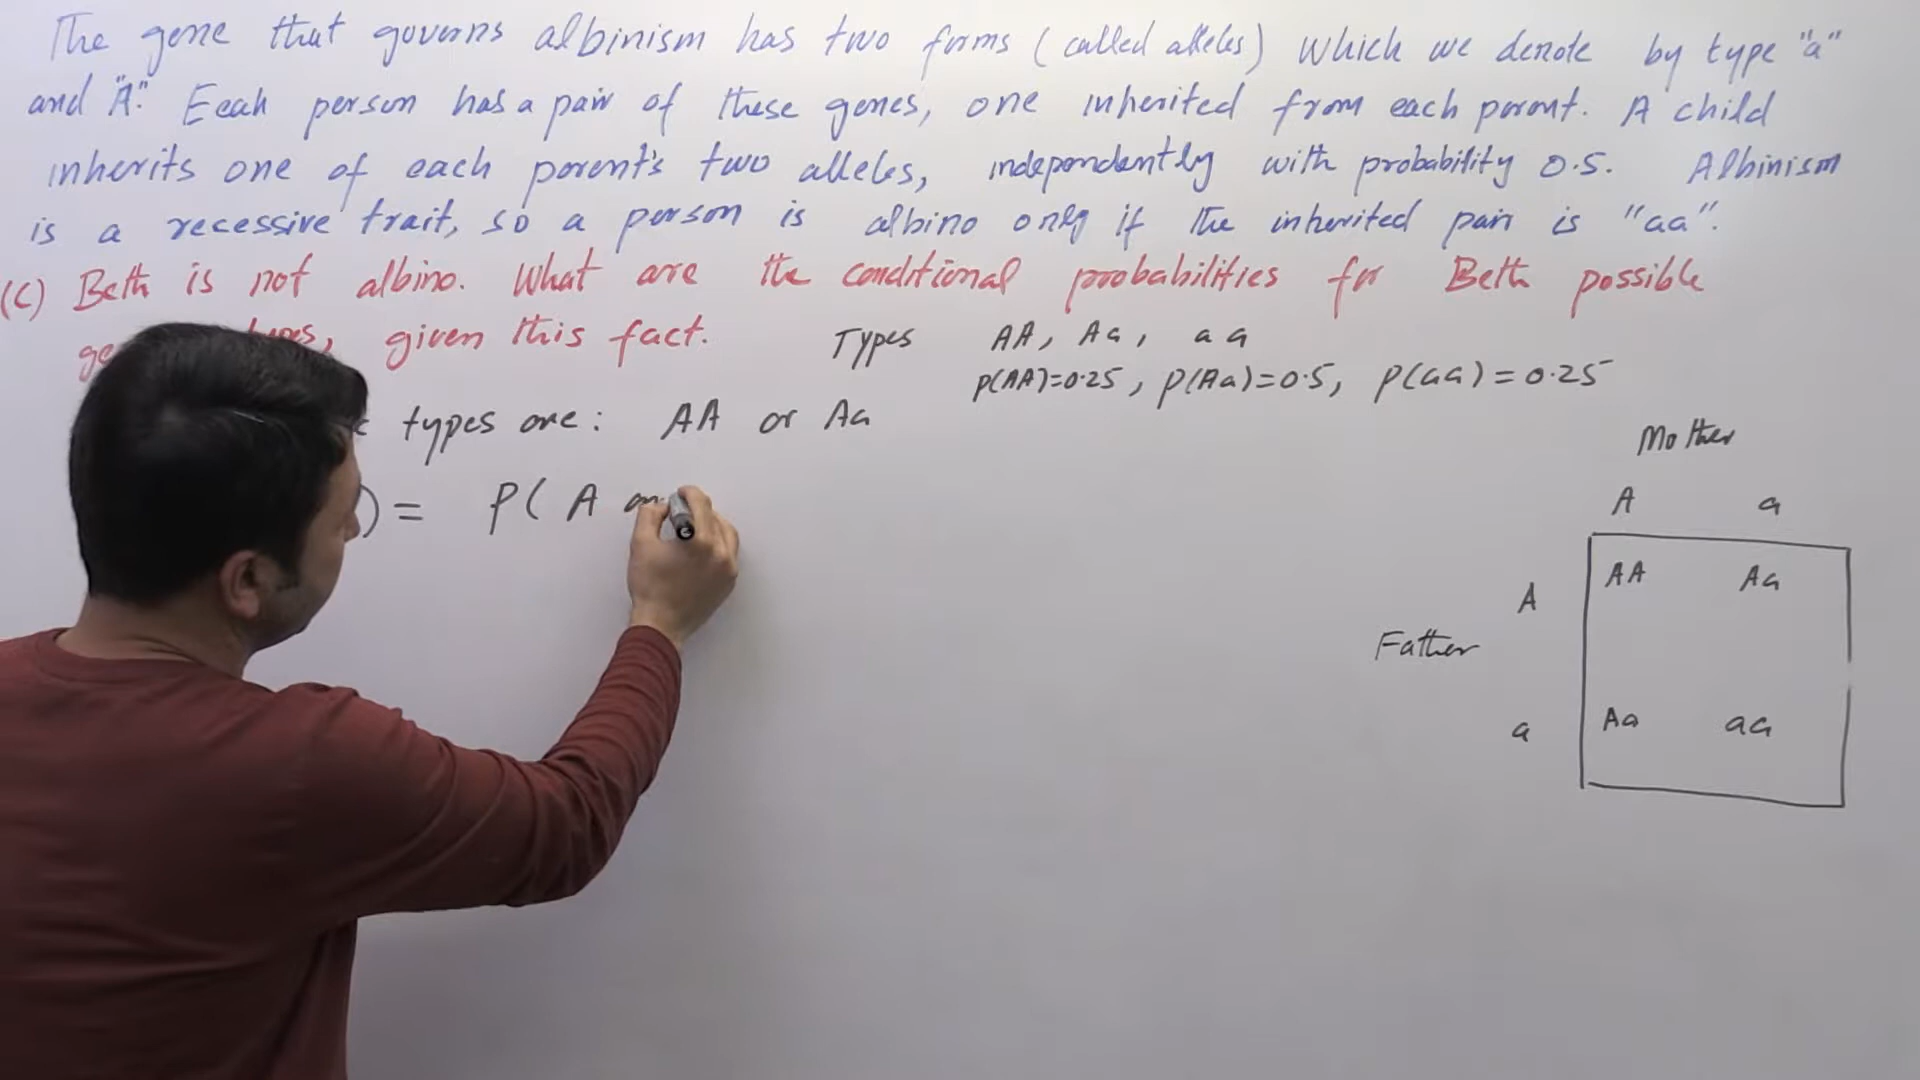 The gene that governs albinism has two forms (called alleles) which we denote by type "a"
and "A". Eeah person has a pair of these genes, one inherited from each parent. A child
inherits one of each parent's two alleles, independently with probability 0.5. Albinism
is a recessive trait, so a person is albino only if the inherited pair is "aa".
(C) Beth is not albino. What are the conditional probabilities for Beth possible
given this fact.
Types AA, Aa, aa
P(AA)=0.25, P(Aa)=0.5, P(aa)=0.25
types are: AA or Aa
) = P( A
Mother
A a
A AA Aa
Father
a Aa aa